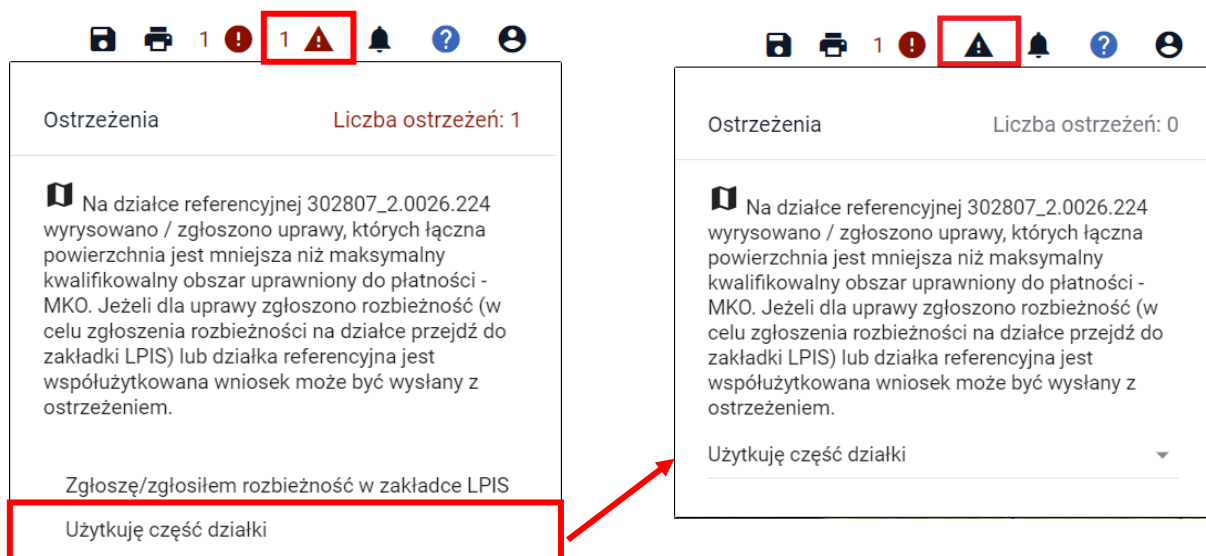 1 1
Ostrzeżenia Liczba ostrzeżeń: 1
Na działce referencyjnej 302807_2.0026.224
wyrysowano / zgłoszono uprawy, których łączna
powierzchnia jest mniejsza niż maksymalny
kwalifikowalny obszar uprawniony do płatności -
MKO. Jeżeli dla uprawy zgłoszono rozbieżność (w
celu zgłoszenia rozbieżności na działce przejdź do
zakładki LPIS) lub działka referencyjna jest
współużytkowana wniosek może być wysłany z
ostrzeżeniem.
Zgłoszę/zgłosiłem rozbieżność w zakładce LPIS
Użytkuję część działki
1
Ostrzeżenia Liczba ostrzeżeń: 0
Na działce referencyjnej 302807_2.0026.224
wyrysowano / zgłoszono uprawy, których łączna
powierzchnia jest mniejsza niż maksymalny
kwalifikowalny obszar uprawniony do płatności -
MKO. Jeżeli dla uprawy zgłoszono rozbieżność (w
celu zgłoszenia rozbieżności na działce przejdź do
zakładki LPIS) lub działka referencyjna jest
współużytkowana wniosek może być wysłany z
ostrzeżeniem.
Użytkuję część działki